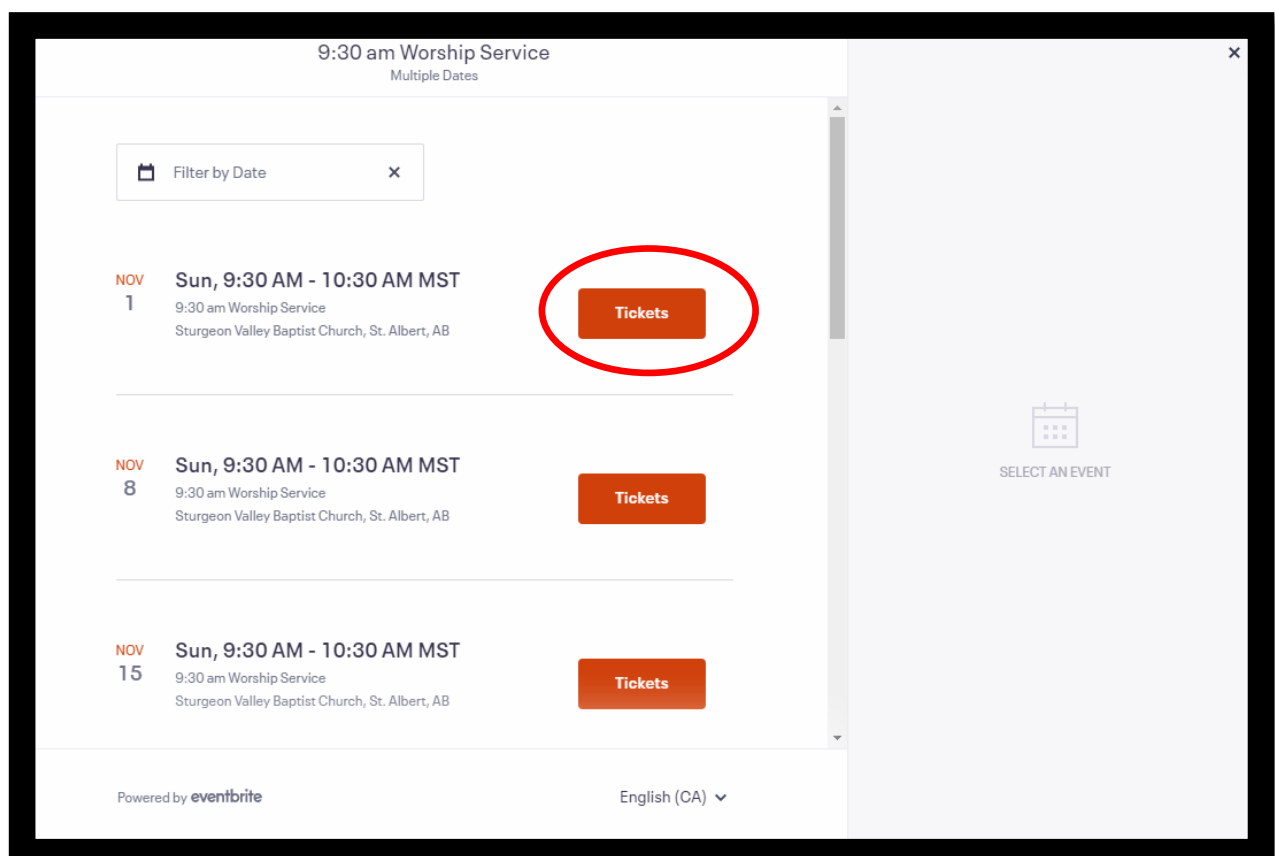 9:30 am Worship Service
Multiple Dates
Filter by Date
NOV
1
Sun, 9:30 AM - 10:30 AM MST
9:30 am Worship Service
Sturgeon Valley Baptist Church, St. Albert, AB
Tickets
NOV
8
Sun, 9:30 AM - 10:30 AM MST
9:30 am Worship Service
Sturgeon Valley Baptist Church, St. Albert, AB
Tickets
NOV
15
Sun, 9:30 AM - 10:30 AM MST
9:30 am Worship Service
Sturgeon Valley Baptist Church, St. Albert, AB
Tickets
SELECT AN EVENT
Powered by eventbrite
English (CA)